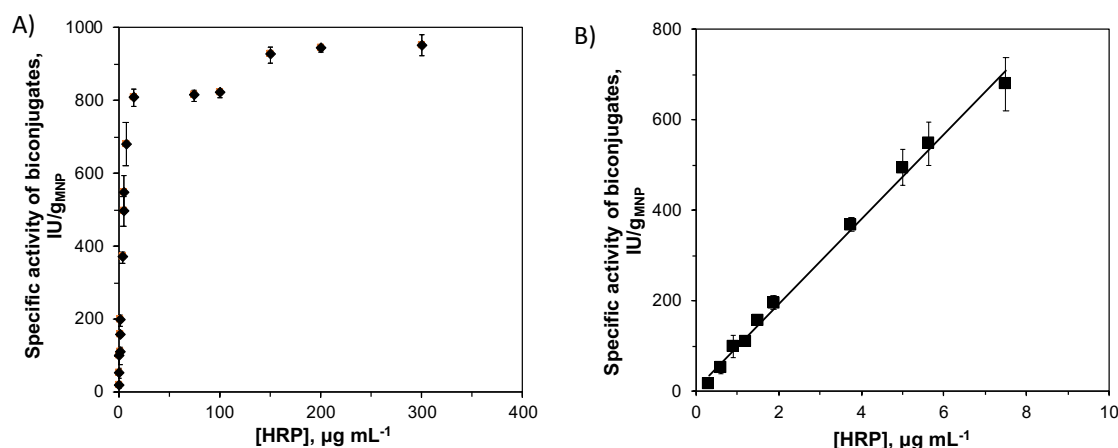 A)
1000
800
600
400
200
0
0 100 200 300 400
Specific activity of biconjugates,
IU/gMNP
[HRP], µg mL-1
B)
800
600
400
200
0
0 2 4 6 8 10
Specific activity of biconjugates,
IU/gMNP
[HRP], µg mL-1